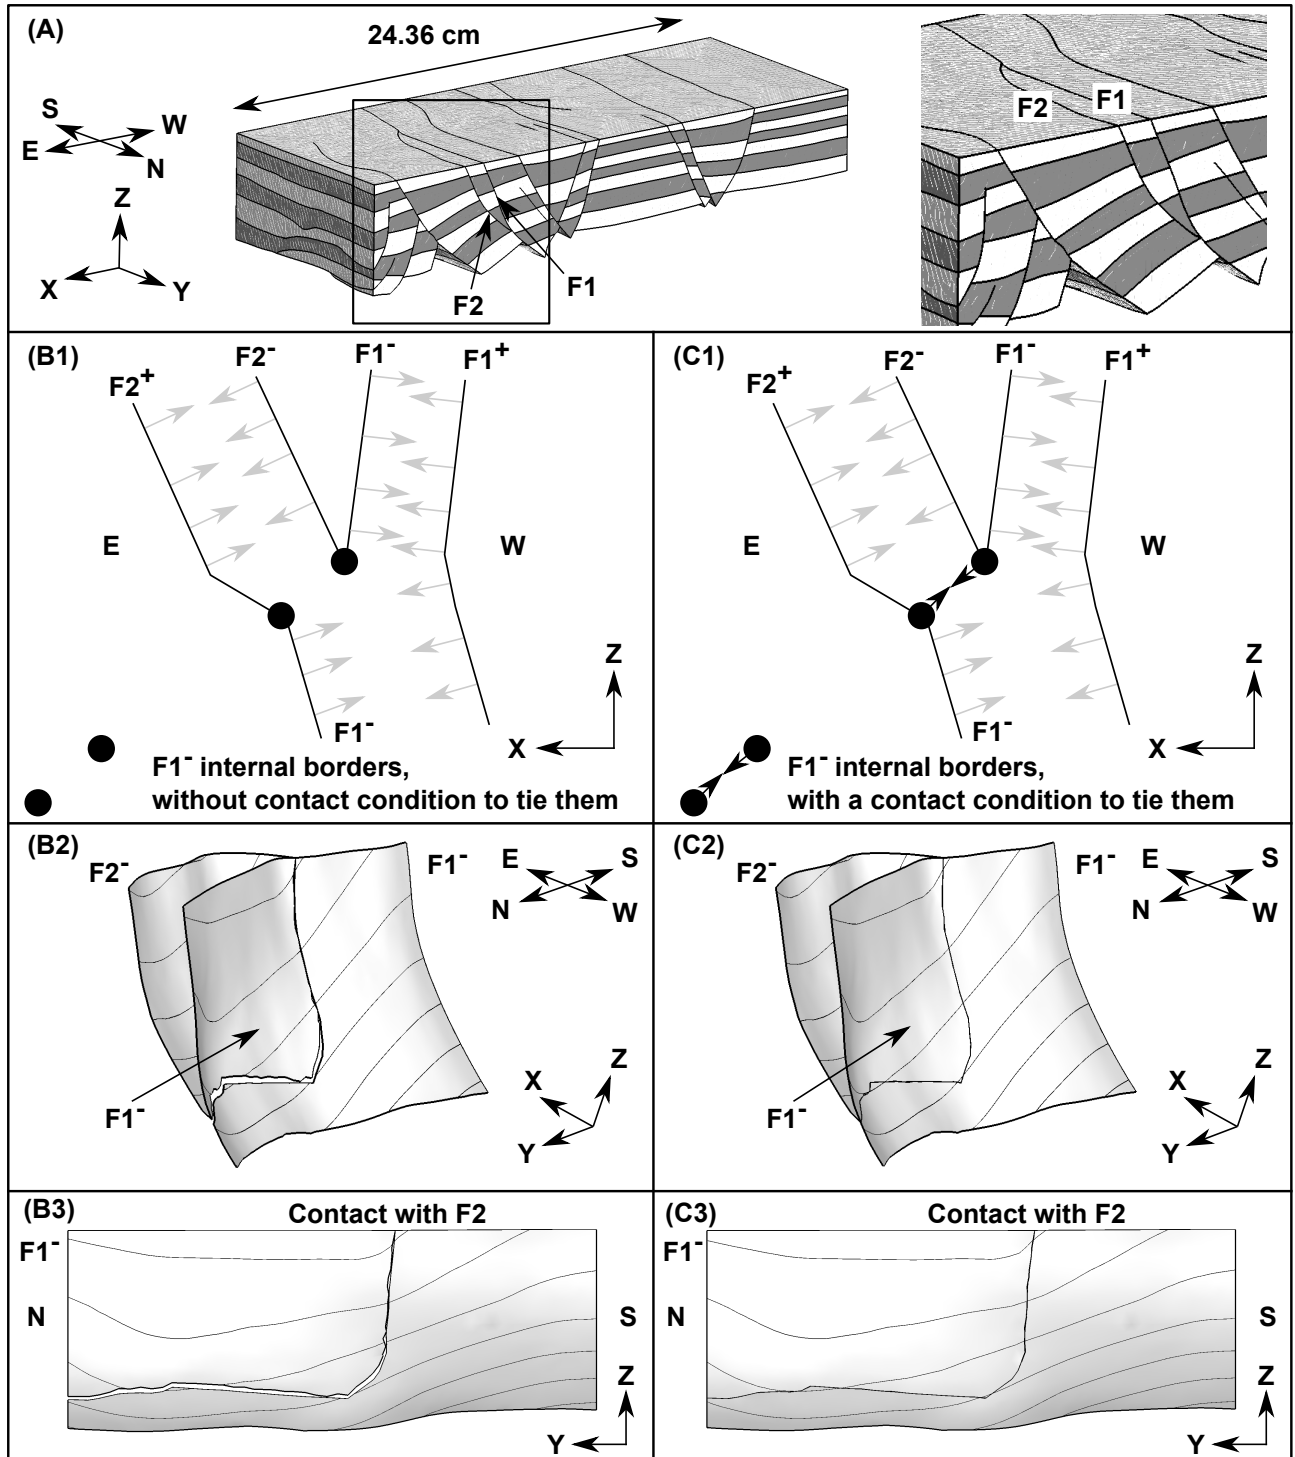 (A)
24.36 cm
S
W
E
N
Z
X
Y
F2
F1
F2
F1
(B1)
F2+
F2-
F1-
F1+
E
W
Z
X
F1-
F1- internal borders,
without contact condition to tie them
(C1)
F2+
F2-
F1-
F1+
E
W
Z
X
F1-
F1- internal borders,
with a contact condition to tie them
(B2)
F2-
F1-
E
S
N
W
Z
X
Y
F1-
(C2)
F2-
F1-
E
S
N
W
Z
X
Y
F1-
(B3)
Contact with F2
F1-
N
S
Z
Y
(C3)
Contact with F2
F1-
N
S
Z
Y